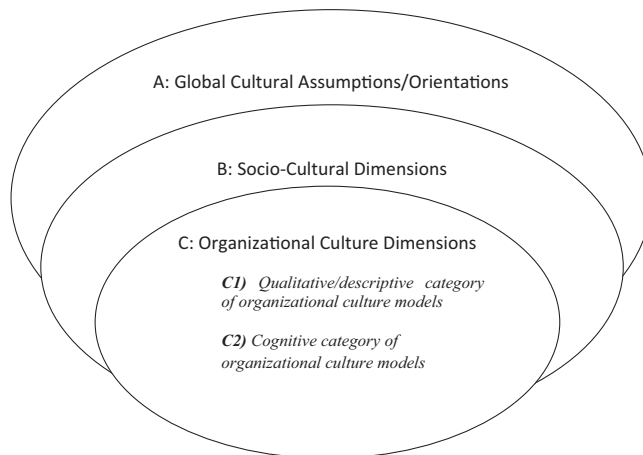 A: Global Cultural Assumptions/Orientations
B: Socio-Cultural Dimensions
C: Organizational Culture Dimensions
C1) Qualitative/descriptive category
of organizational culture models
C2) Cognitive category of
organizational culture models